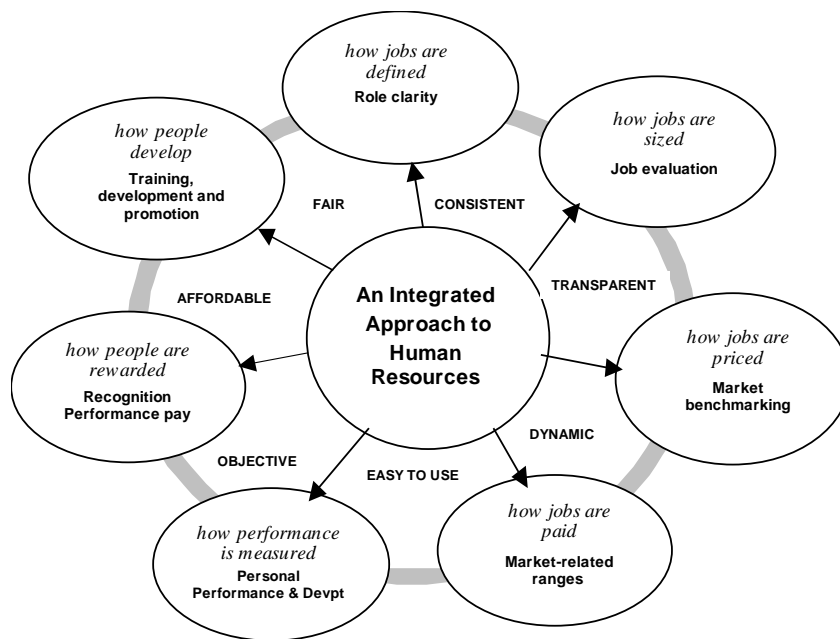 how jobs are
defined
Role clarity
how jobs are
sized
Job evaluation
how people
develop
Training,
development and
promotion
FAIR
CONSISTENT
TRANSPARENT
AFFORDABLE
An Integrated
Approach to
Human
Resources
how jobs are
priced
Market
benchmarking
how people are
rewarded
Recognition
Performance pay
DYNAMIC
OBJECTIVE
EASY TO USE
how jobs are
paid
Market-related
ranges
how performance
is measured
Personal
Performance & Devpt